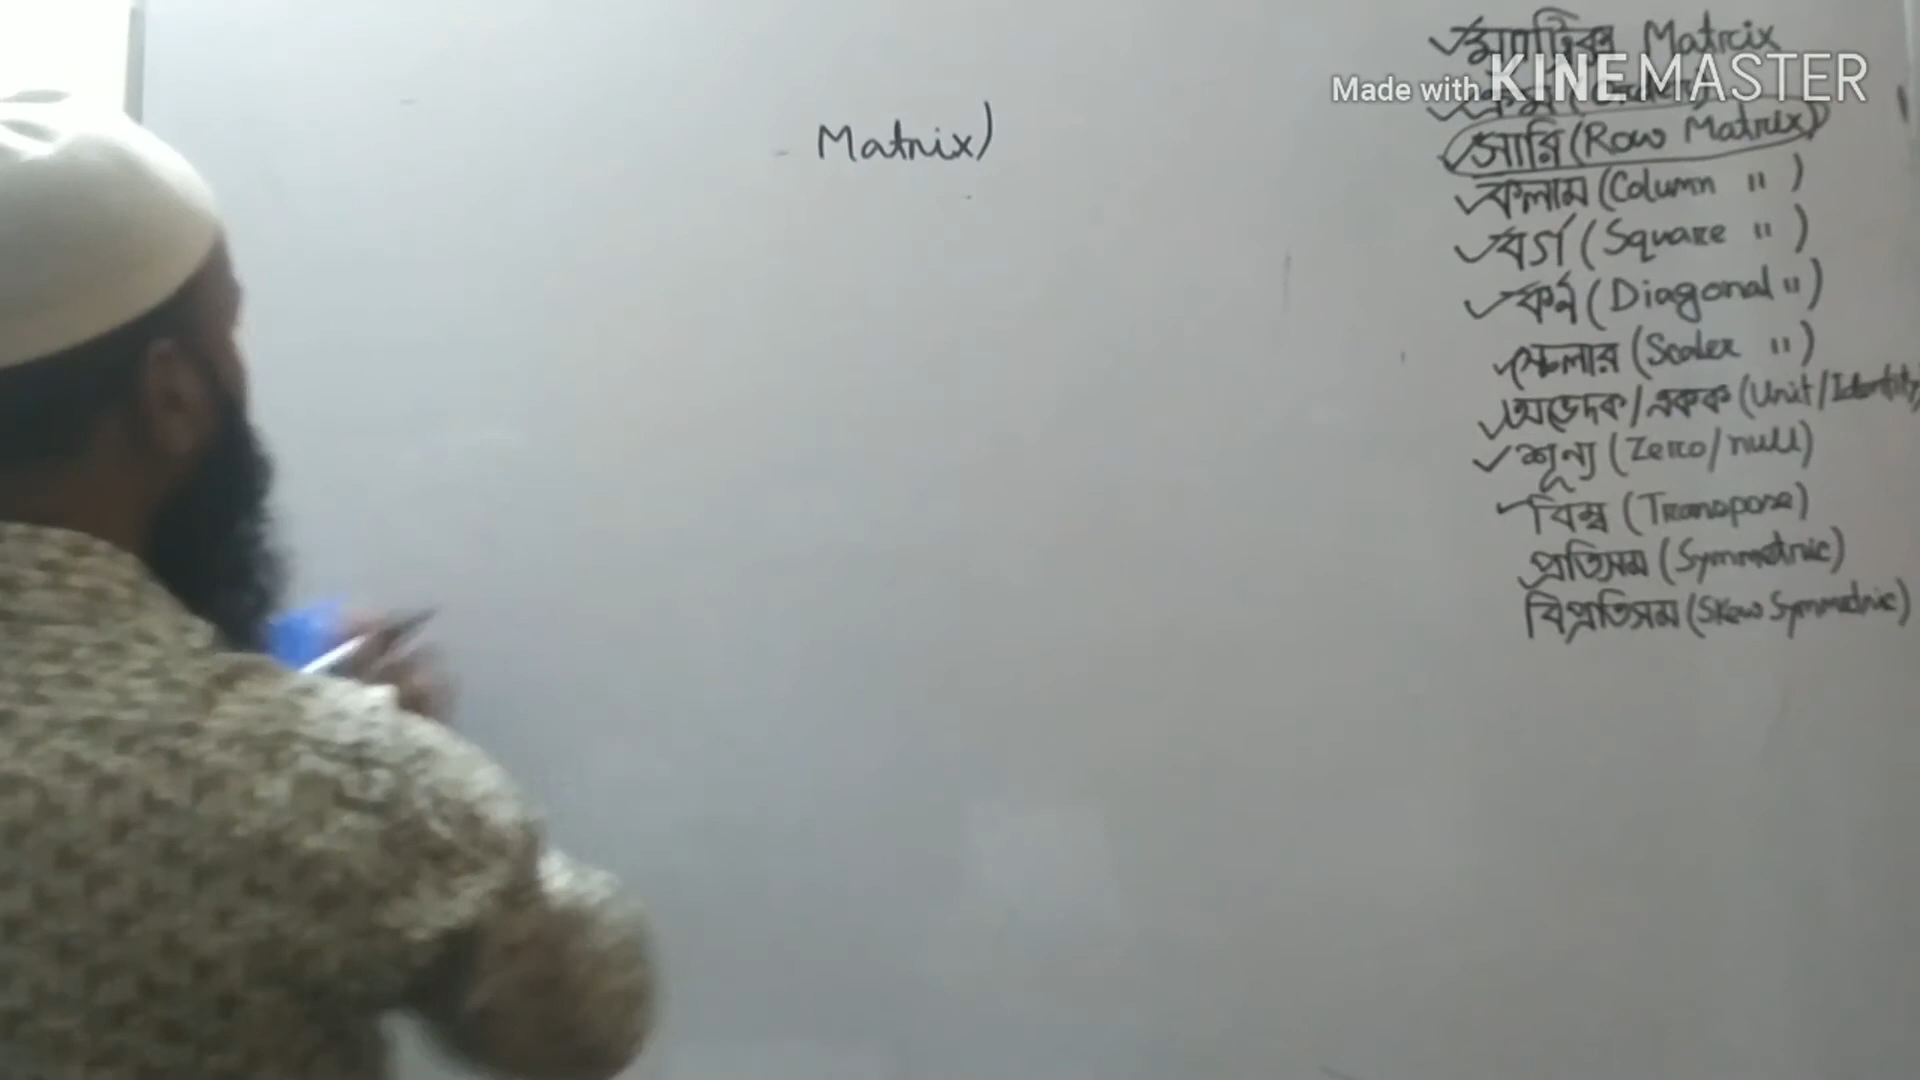 Matrix)
ম্যাট্রিক্স Matrix
Made with KINEMASTER
সারি (Row Matrix)
কলাম (Column " )
বর্গ (Square " )
কর্ন (Diagonal " )
স্কেলার (Scaler " )
অভেদক/একক (Unit/Identity
শূন্য (Zero/null)
বিম্ব (Transpose)
প্রতিসম (Symmetric)
বিপ্রতিসম (Skew Symmetric)